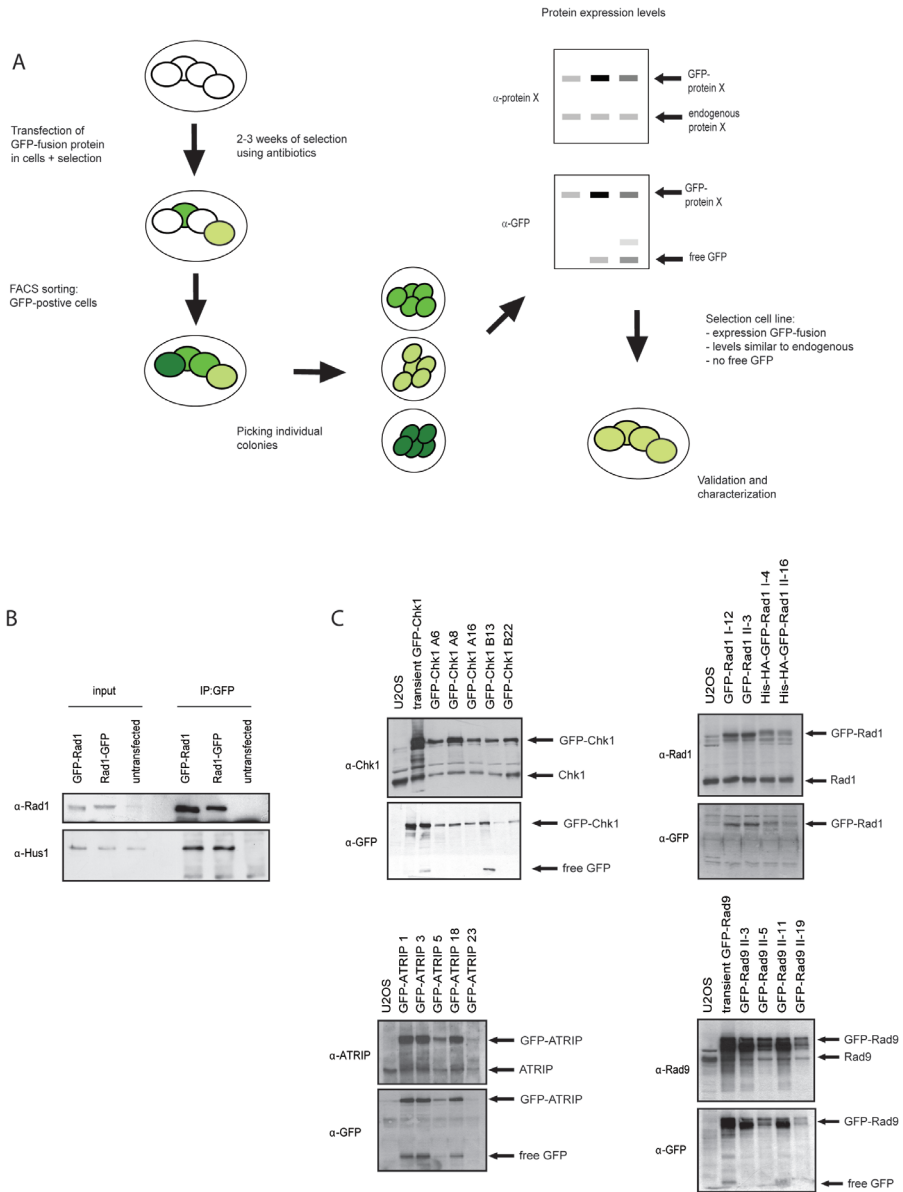 A
Transfection of
GFP-fusion protein
in cells + selection
2-3 weeks of selection
using antibiotics
FACS sorting:
GFP-postive cells
Picking individual
colonies
Protein expression levels
α-protein X
GFP-
protein X
endogenous
protein X
α-GFP
GFP-
protein X
free GFP
Selection cell line:
- expression GFP-fusion
- levels similar to endogenous
- no free GFP
Validation and
characterization
B
input
IP:GFP
GFP-Rad1
Rad1-GFP
untransfected
GFP-Rad1
Rad1-GFP
untransfected
α-Rad1
α-Hus1
C
U2OS
transient GFP-Chk1
GFP-Chk1 A6
GFP-Chk1 A8
GFP-Chk1 A16
GFP-Chk1 B13
GFP-Chk1 B22
α-Chk1
GFP-Chk1
Chk1
α-GFP
GFP-Chk1
free GFP
U2OS
GFP-Rad1 I-12
GFP-Rad1 II-3
His-HA-GFP-Rad1 I-4
His-HA-GFP-Rad1 II-16
α-Rad1
GFP-Rad1
Rad1
α-GFP
GFP-Rad1
U2OS
GFP-ATRIP 1
GFP-ATRIP 3
GFP-ATRIP 5
GFP-ATRIP 18
GFP-ATRIP 23
α-ATRIP
GFP-ATRIP
ATRIP
α-GFP
GFP-ATRIP
free GFP
U2OS
transient GFP-Rad9
GFP-Rad9 II-3
GFP-Rad9 II-5
GFP-Rad9 II-11
GFP-Rad9 II-19
α-Rad9
GFP-Rad9
Rad9
α-GFP
GFP-Rad9
free GFP